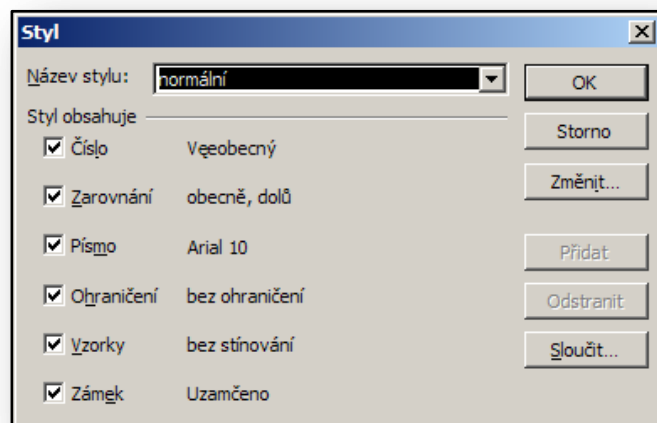 Styl
Název stylu: normální
OK
Styl obsahuje
Storno
Číslo Vęeobecný
Změnit...
Zarovnání obecně, dolů
Písmo Arial 10
Přidat
Ohraničení bez ohraničení
Odstranit
Vzorky bez stínování
Sloučit...
Zámek Uzamčeno